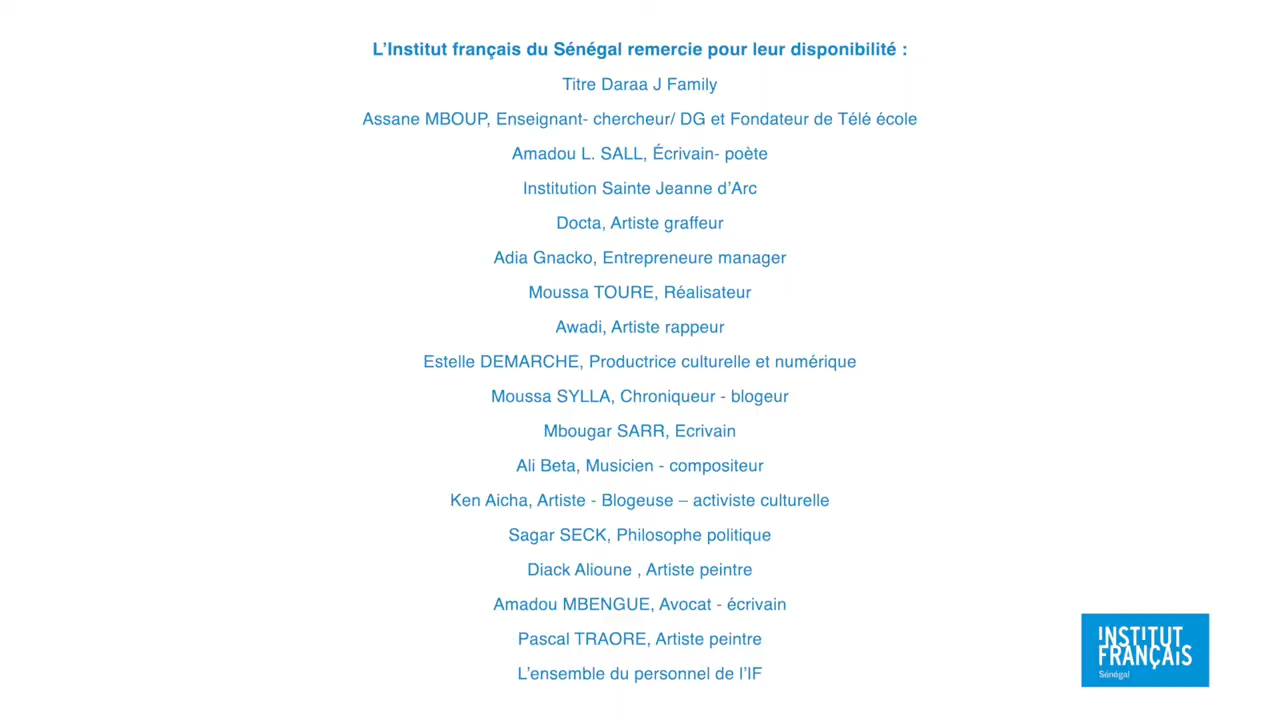 L'Institut français du Sénégal remercie pour leur disponibilité :
Titre Daraa J Family
Assane MBOUP, Enseignant- chercheur/ DG et Fondateur de Télé école
Amadou L. SALL, Écrivain- poète
Institution Sainte Jeanne d'Arc
Docta, Artiste graffeur
Adia Gnacko, Entrepreneure manager
Moussa TOURE, Réalisateur
Awadi, Artiste rappeur
Estelle DEMARCHE, Productrice culturelle et numérique
Moussa SYLLA, Chroniqueur - blogeur
Mbougar SARR, Ecrivain
Ali Beta, Musicien - compositeur
Ken Aicha, Artiste - Blogeuse – activiste culturelle
Sagar SECK, Philosophe politique
Diack Alioune , Artiste peintre
Amadou MBENGUE, Avocat - écrivain
Pascal TRAORE, Artiste peintre
L'ensemble du personnel de l'IF
INSTITUT
FRANÇAIS
Sénégal